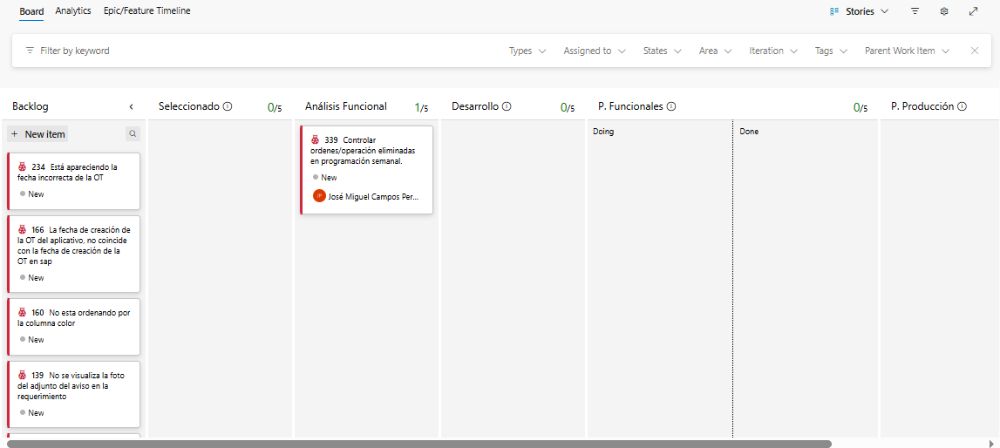 Board Analytics Epic/Feature Timeline Stories
Filter by keyword Types Assigned to States Area Iteration Tags Parent Work Item
Backlog Seleccionado 0/5 Análisis Funcional 1/5 Desarrollo 0/5 P. Funcionales 0/5 P. Producción
New item
234 Está apareciendo la
fecha incorrecta de la OT
New
166 La fecha de creación de
la OT del aplicativo, no coincide
con la fecha de creación de la
OT en sap
New
160 No esta ordenando por
la columna color
New
139 No se visualiza la foto
del adjunto del aviso en la
requerimiento
New
339 Controlar
ordenes/operación eliminadas
en programación semanal.
New
JP José Miguel Campos Per...
Doing Done